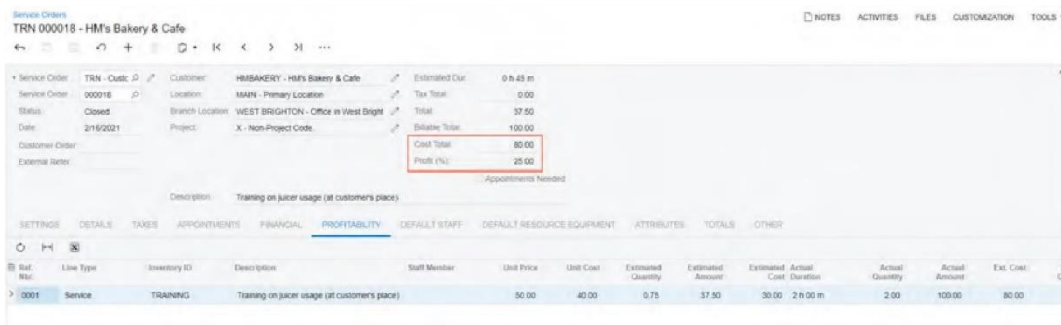 Service Orders
TRN 000018 - HM's Bakery & Cafe
NOTES ACTIVITIES FILES CUSTOMIZATION TOOLS
Service Order: TRN - Custc Customer: HMBAKERY - HM's Bakery & Cafe Estimated Dur 0 h 45 m
Service Order 000018 Location: MAIN - Primary Location Tax Total: 0.00
Status: Closed Branch Location: WEST BRIGHTON - Office in West Bright Total: 37.50
Date: 2/16/2021 Project: X - Non-Project Code. Billable Total: 100.00
Customer Order: Cost Total: 80.00
External Refer Profit (%): 25.00
Appointments Needed
Description: Training on juicer usage (at customer's place)
SETTINGS DETAILS TAXES APPOINTMENTS FINANCIAL PROFITABILITY DEFAULT STAFF DEFAULT RESOURCE EQUIPMENT ATTRIBUTES TOTALS OTHER
Ref. Nbr. Line Type Inventory ID Description Staff Member Unit Price Unit Cost Estimated Quantity Estimated Amount Estimated Cost Actual Duration Actual Quantity Actual Amount Ext. Cost
0001 Service TRAINING Training on juicer usage (at customer's place) 50.00 40.00 0.75 37.50 30.00 2 h 00 m 2.00 100.00 80.00